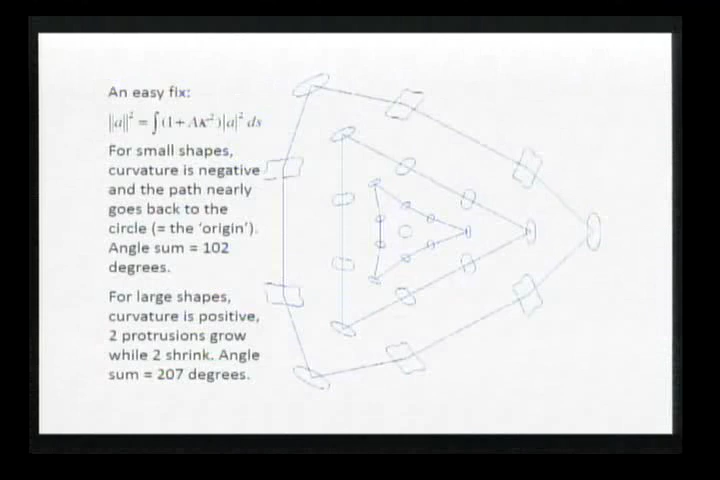 An easy fix:
||a||² = ∫(1+Aκ²)|a|² ds
For small shapes,
curvature is negative
and the path nearly
goes back to the
circle (= the 'origin').
Angle sum = 102
degrees.
For large shapes,
curvature is positive,
2 protrusions grow
while 2 shrink. Angle
sum = 207 degrees.